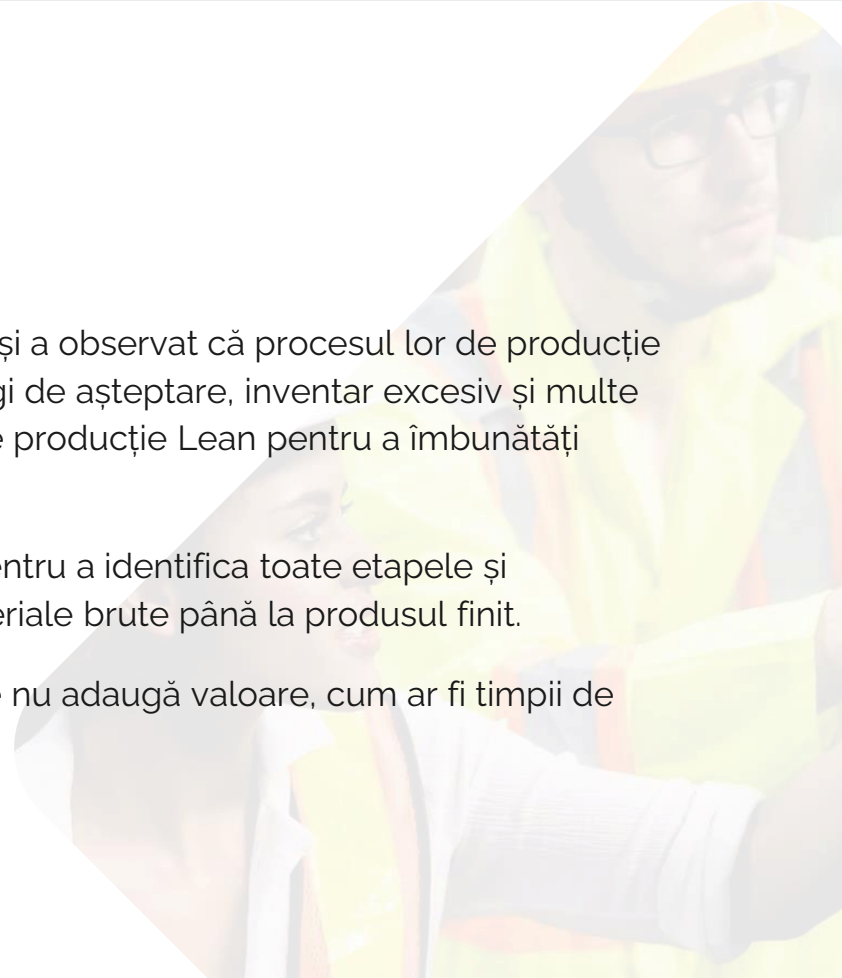 și a observat că procesul lor de producție
gi de așteptare, inventar excesiv și multe
e producție Lean pentru a îmbunătăți
entru a identifica toate etapele și
eriale brute până la produsul finit.
e nu adaugă valoare, cum ar fi timpii de